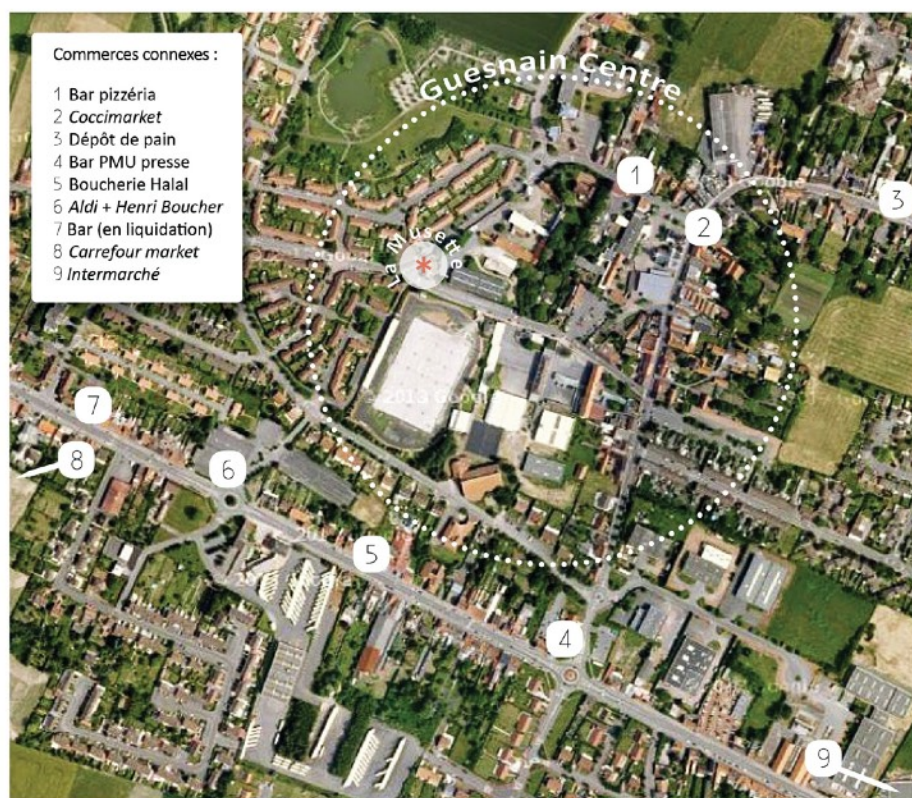 Commerces connexes :
1 Bar pizzéria
2 Coccimarket
3 Dépôt de pain
4 Bar PMU presse
5 Boucherie Halal
6 Aldi + Henri Boucher
7 Bar (en liquidation)
8 Carrefour market
9 Intermarché
Guesnain Centre
La Musette
1
2
3
7
6
8
5
4
9
© 2013 Google